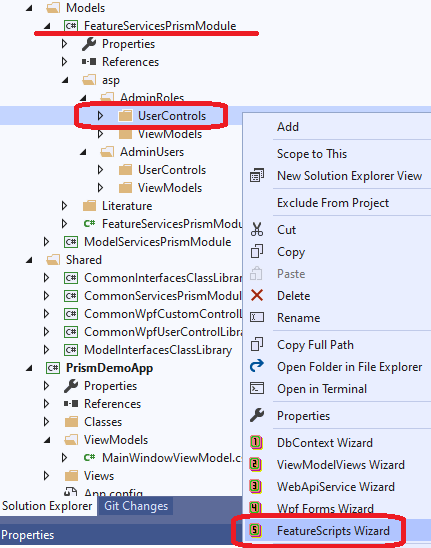 Models
FeatureServicesPrismModule
Properties
References
asp
AdminRoles
UserControls
ViewModels
AdminUsers
UserControls
ViewModels
Literature
FeatureServicesPrismModu
ModelServicesPrismModule
Shared
CommonInterfacesClassLibrary
CommonServicesPrismModul
CommonWpfCustomControlL
CommonWpfUserControlLibr
ModelInterfacesClassLibrary
PrismDemoApp
Properties
References
Classes
ViewModels
MainWindowViewModel.c
Views
App.config
Solution Explorer
Git Changes
Properties
Add
Scope to This
New Solution Explorer View
Exclude From Project
Cut
Copy
Paste
Delete
Rename
Copy Full Path
Open Folder in File Explorer
Open in Terminal
Properties
1 DbContext Wizard
2 ViewModelViews Wizard
3 WebApiService Wizard
4 Wpf Forms Wizard
5 FeatureScripts Wizard